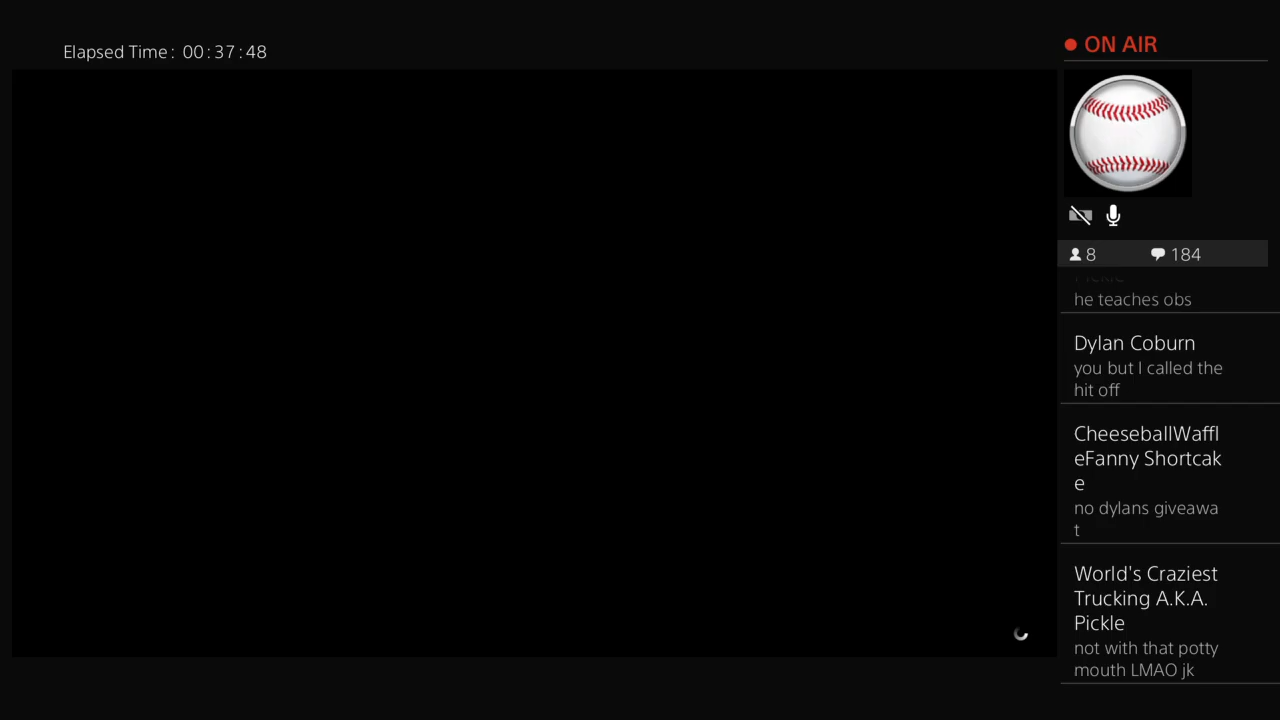 Elapsed Time: 00:37:48
ON AIR
8 184
he teaches obs
Dylan Coburn
you but I called the
hit off
CheeseballWaffl
eFanny Shortcak
e
no dylans giveawa
t
World's Craziest
Trucking A.K.A.
Pickle
not with that potty
mouth LMAO jk